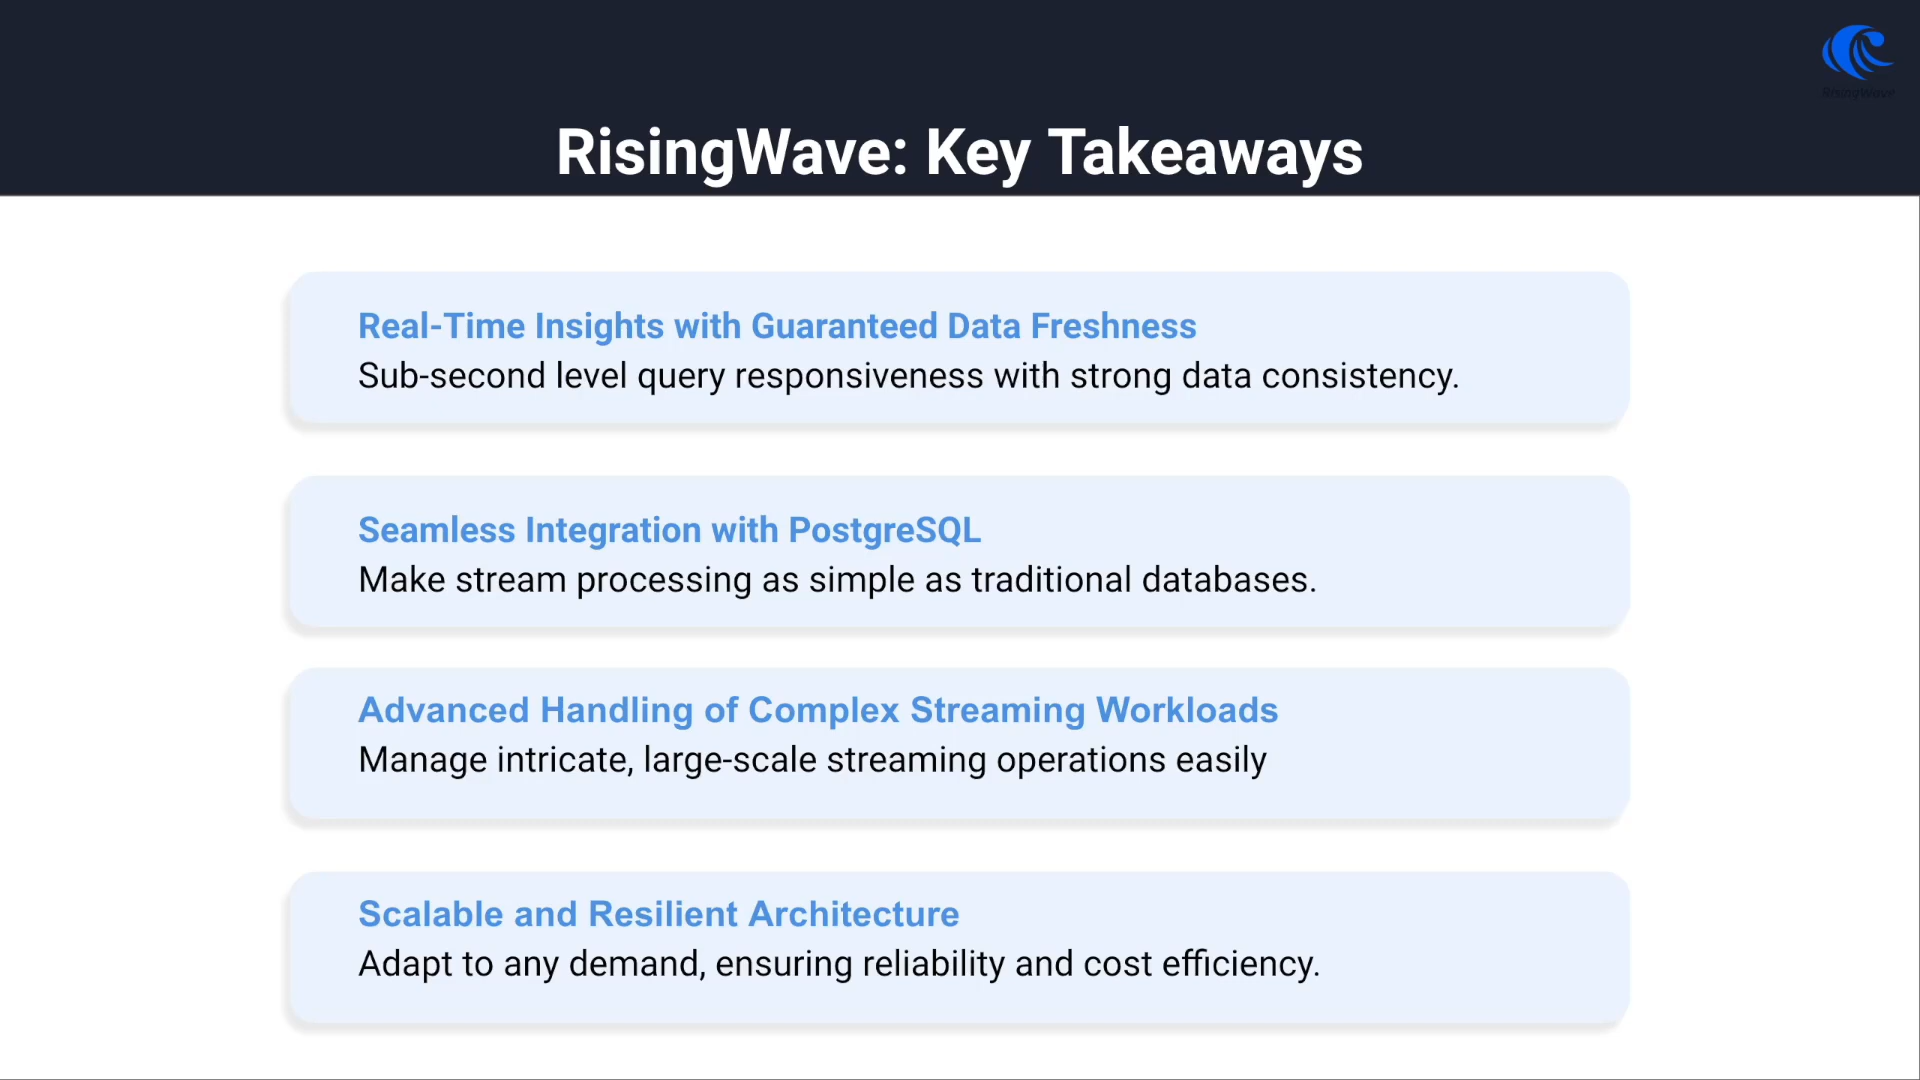 RisingWave
RisingWave: Key Takeaways
Real-Time Insights with Guaranteed Data Freshness
Sub-second level query responsiveness with strong data consistency.
Seamless Integration with PostgreSQL
Make stream processing as simple as traditional databases.
Advanced Handling of Complex Streaming Workloads
Manage intricate, large-scale streaming operations easily
Scalable and Resilient Architecture
Adapt to any demand, ensuring reliability and cost efficiency.